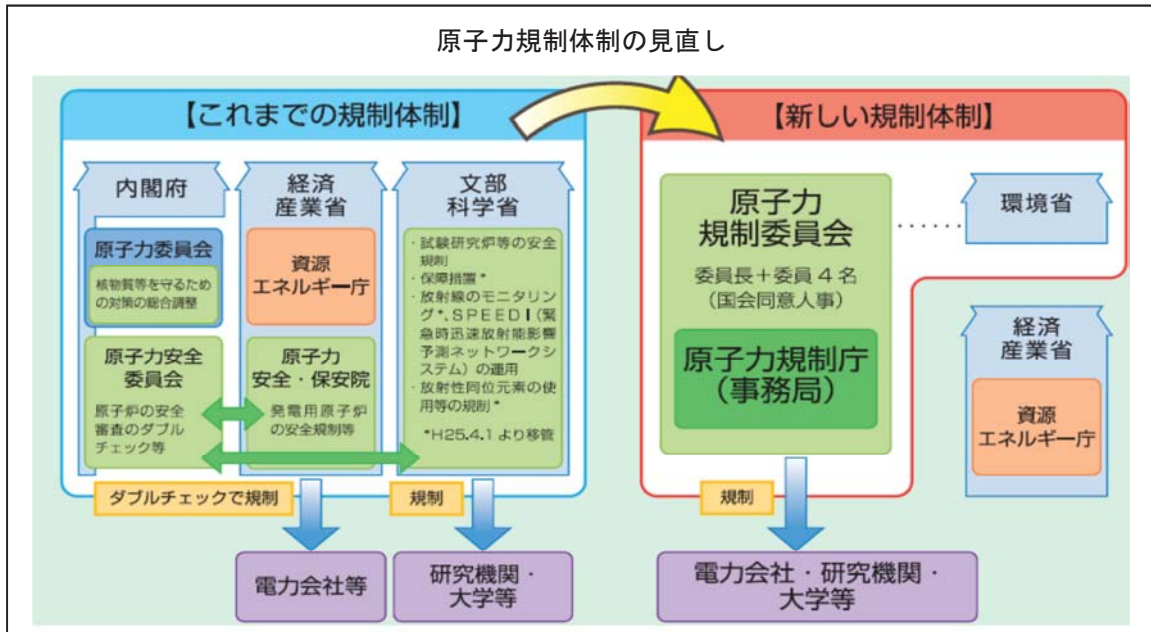 原子力規制体制の見直し
【これまでの規制体制】
内閣府
原子力委員会
核物質等を守るため
の対策の総合調整
原子力安全
委員会
原子炉の安全
審査のダブル
チェック等
経済
産業省
資源
エネルギー庁
原子力
安全・保安院
発電用原子炉
の安全規制等
文部
科学省
・試験研究炉等の安全
規制
・保障措置*
・放射線のモニタリン
グ*、SPEEDI(緊
急時迅速放射能影響
予測ネットワークシ
ステム)の運用
・放射性同位元素の使
用等の規制*
*H25.4.1より移管
ダブルチェックで規制
規制
電力会社等
研究機関・
大学等
【新しい規制体制】
原子力
規制委員会
委員長+委員4名
(国会同意人事)
原子力規制庁
(事務局)
……
環境省
経済
産業省
資源
エネルギー庁
規制
電力会社・研究機関・
大学等